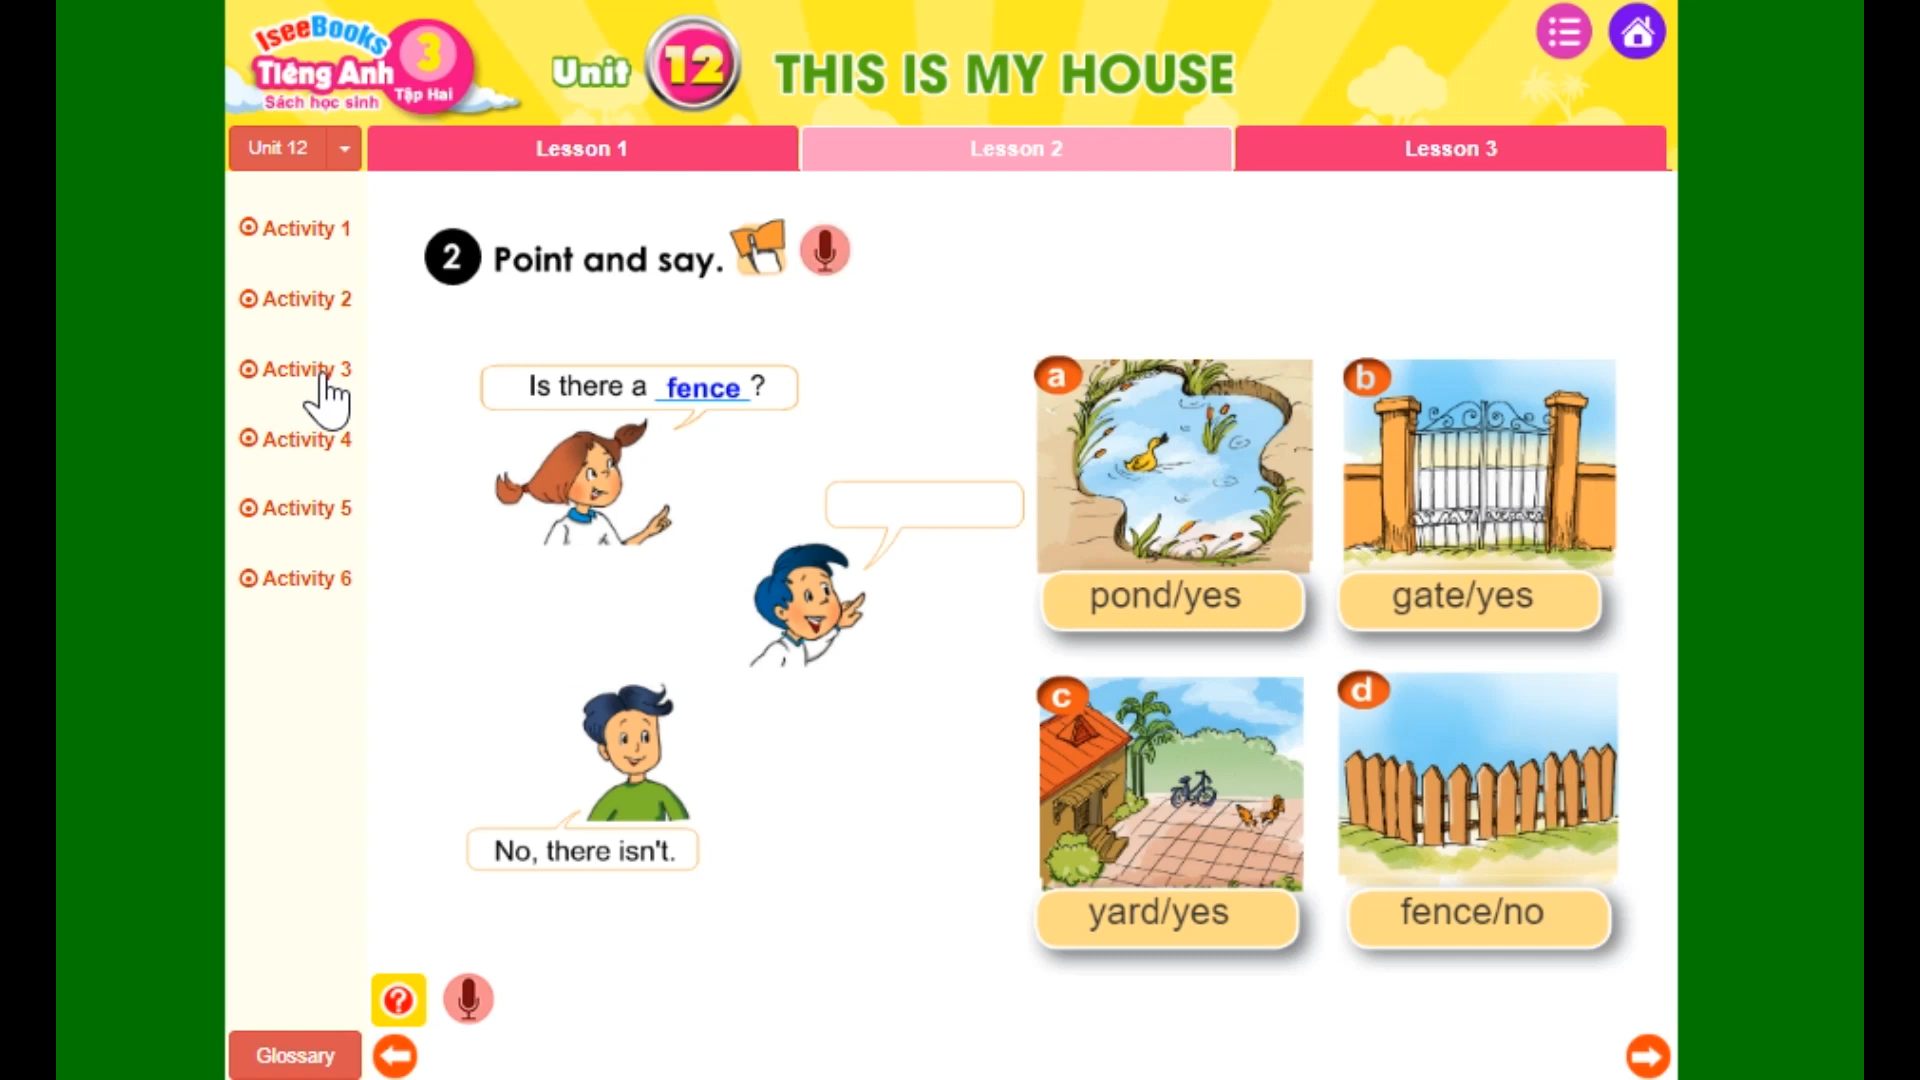 IseeBooks
Tiếng Anh 3
Sách học sinh Tập Hai
Unit 12 THIS IS MY HOUSE
Unit 12
Lesson 1
Lesson 2
Lesson 3
Activity 1
Activity 2
Activity 3
Activity 4
Activity 5
Activity 6
Glossary
2 Point and say.
Is there a fence ?
No, there isn't.
a
pond/yes
b
gate/yes
c
yard/yes
d
fence/no
?